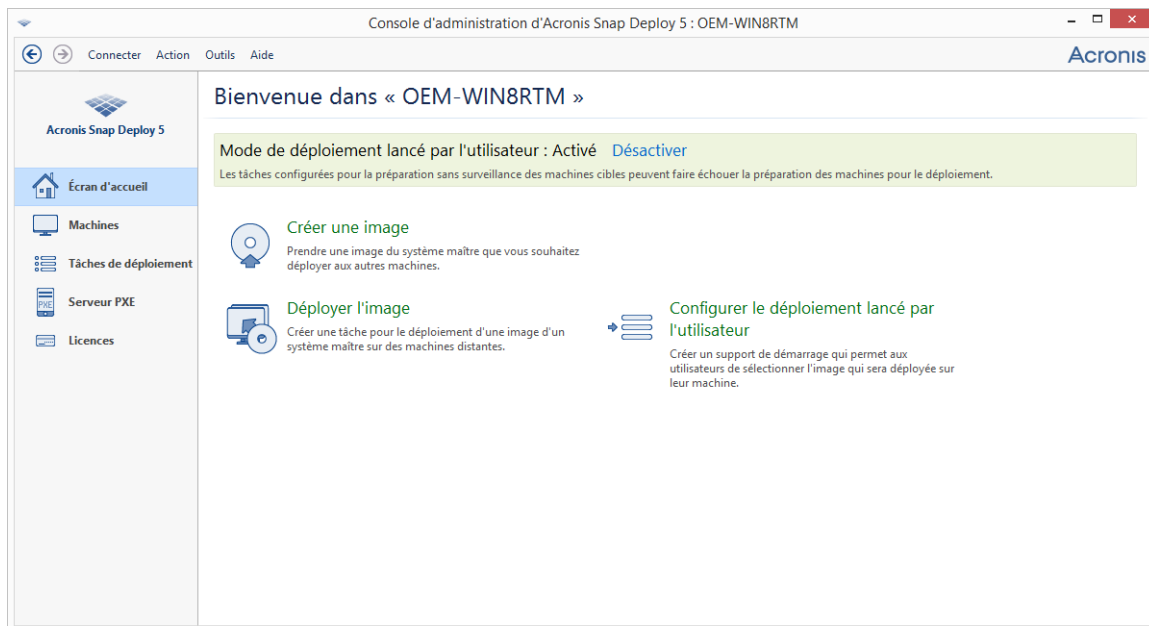 Console d'administration d'Acronis Snap Deploy 5 : OEM-WIN8RTM
Connecter Action Outils Aide
Acronis
Acronis Snap Deploy 5
Écran d'accueil
Machines
Tâches de déploiement
PXE
Serveur PXE
Licences
Bienvenue dans « OEM-WIN8RTM »
Mode de déploiement lancé par l'utilisateur : Activé Désactiver
Les tâches configurées pour la préparation sans surveillance des machines cibles peuvent faire échouer la préparation des machines pour le déploiement.
Créer une image
Prendre une image du système maître que vous souhaitez
déployer aux autres machines.
Déployer l'image
Créer une tâche pour le déploiement d'une image d'un
système maître sur des machines distantes.
Configurer le déploiement lancé par
l'utilisateur
Créer un support de démarrage qui permet aux
utilisateurs de sélectionner l'image qui sera déployée sur
leur machine.